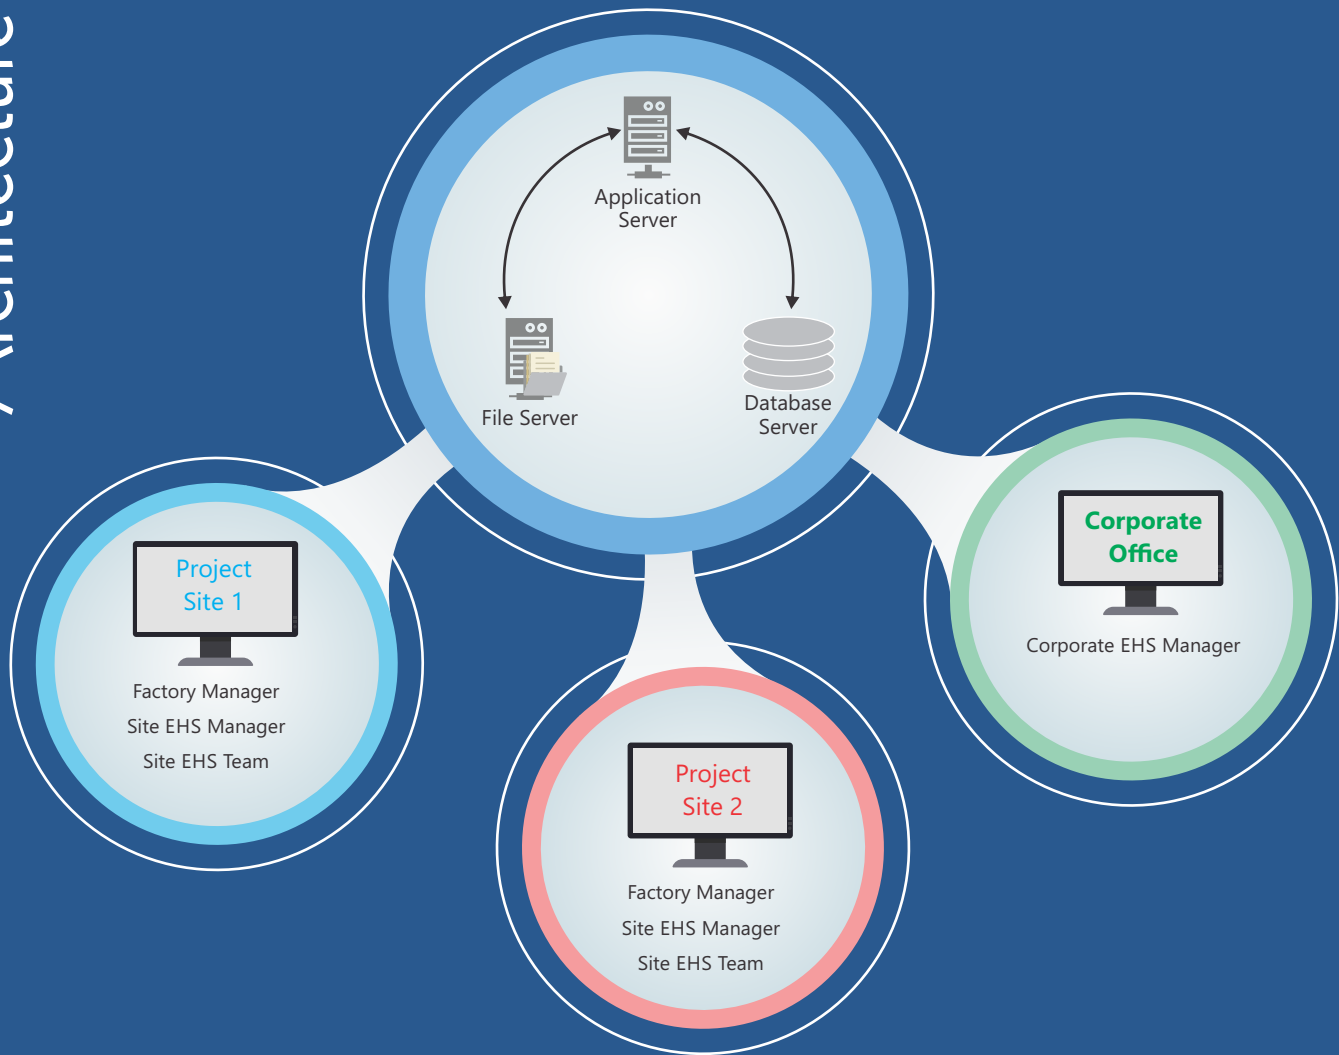 Architecture
Application
Server
File Server
Database
Server
Project
Site 1
Factory Manager
Site EHS Manager
Site EHS Team
Project
Site 2
Factory Manager
Site EHS Manager
Site EHS Team
Corporate
Office
Corporate EHS Manager